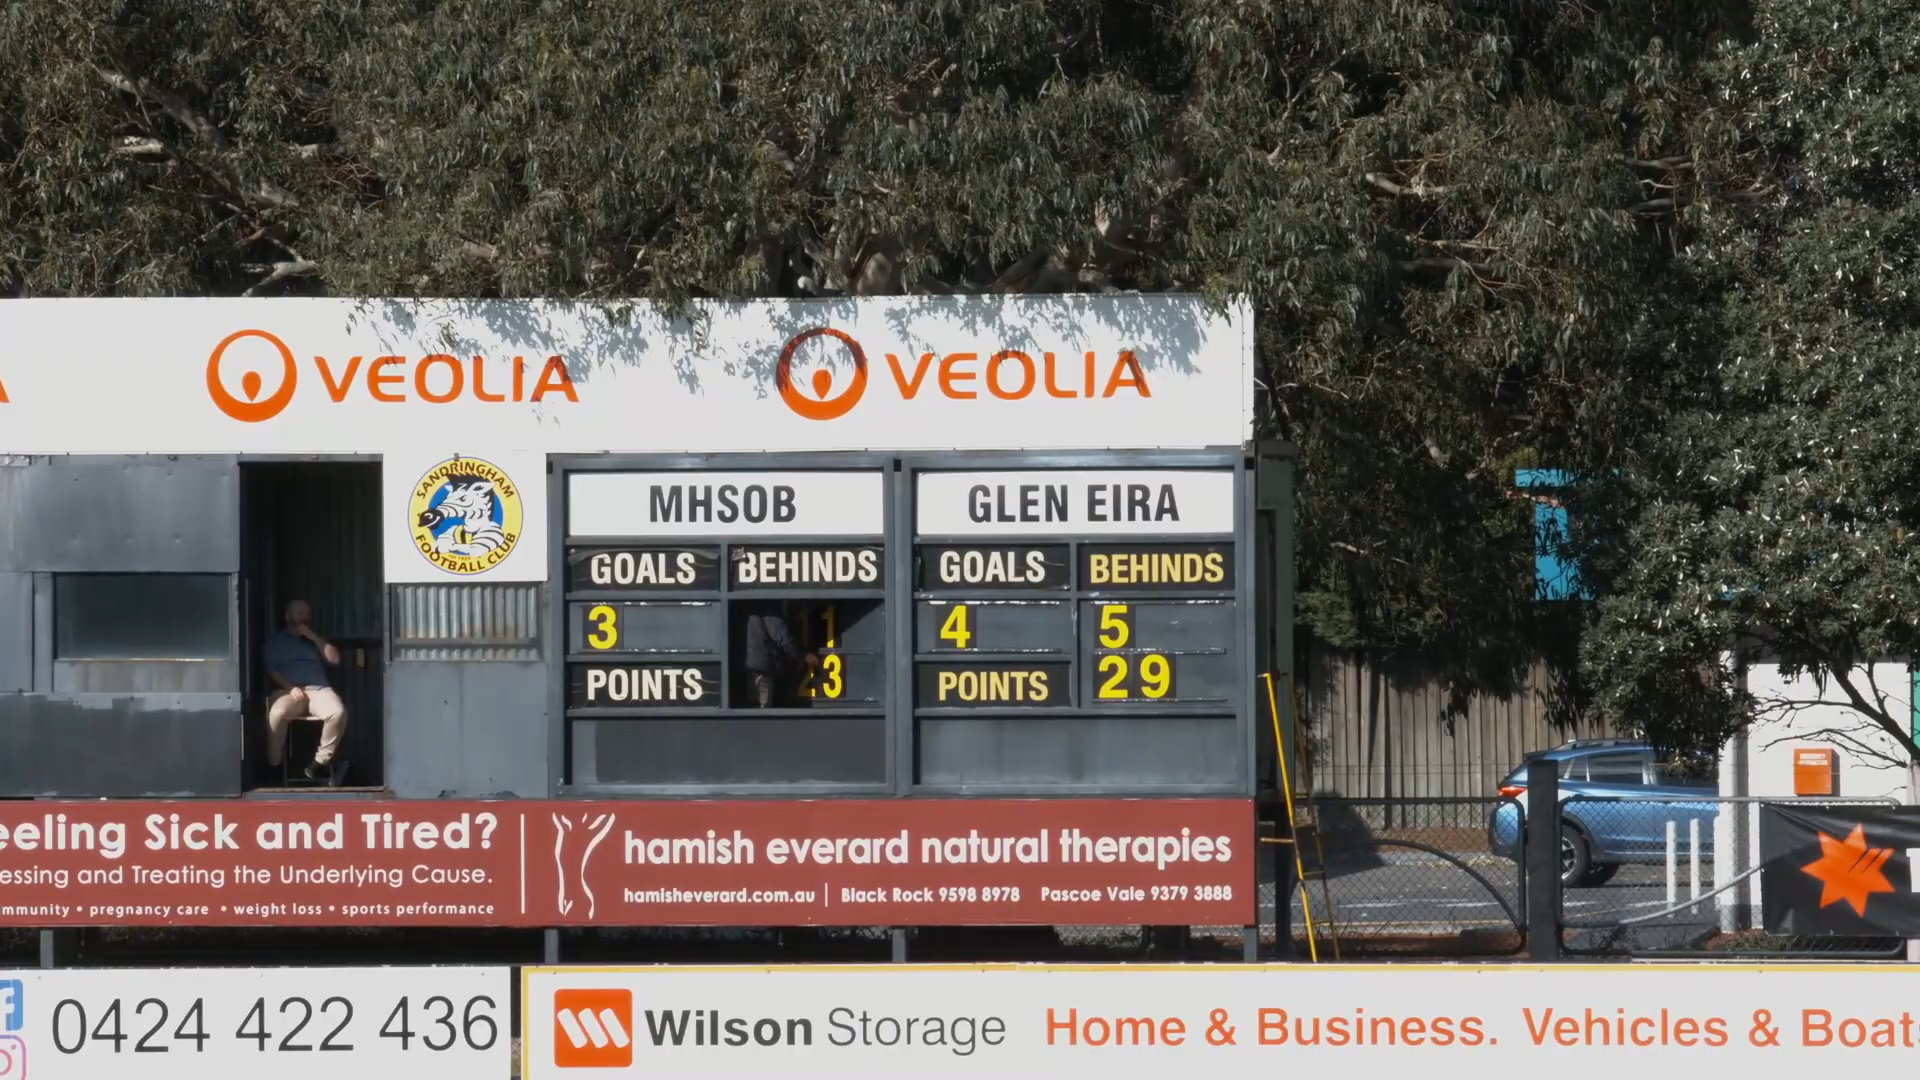 VEOLIA VEOLIA
SANDRINGHAM
FOOTBALL CLUB
MHSOB
GOALS BEHINDS
3
POINTS
GLEN EIRA
GOALS BEHINDS
4 5
POINTS 29
eeling Sick and Tired?
essing and Treating the Underlying Cause.
mmunity • pregnancy care • weight loss • sports performance
hamish everard natural therapies
hamisheverard.com.au | Black Rock 9598 8978 Pascoe Vale 9379 3888
0424 422 436
Wilson Storage Home & Business. Vehicles & Boats